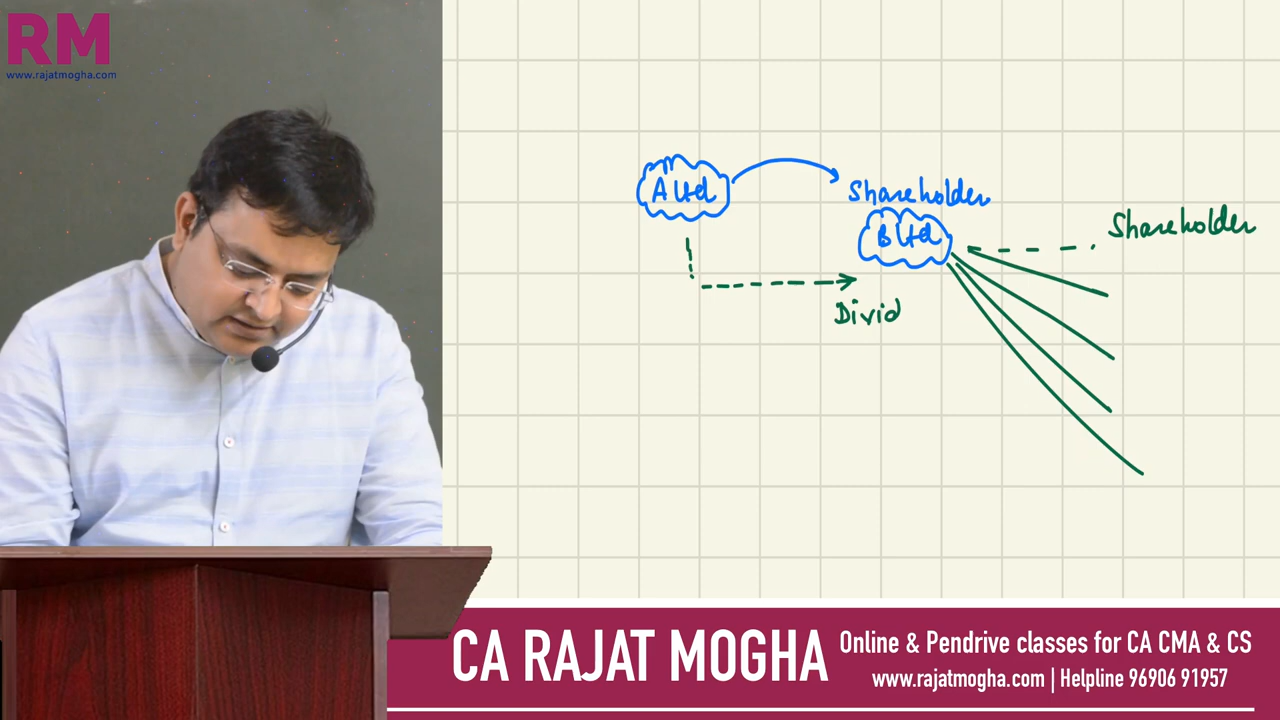 RM
www.rajatmogha.com
A Ltd
Shareholder
B Ltd
Shareholder
Divid
CA RAJAT MOGHA
Online & Pendrive classes for CA CMA & CS
www.rajatmogha.com | Helpline 96906 91957